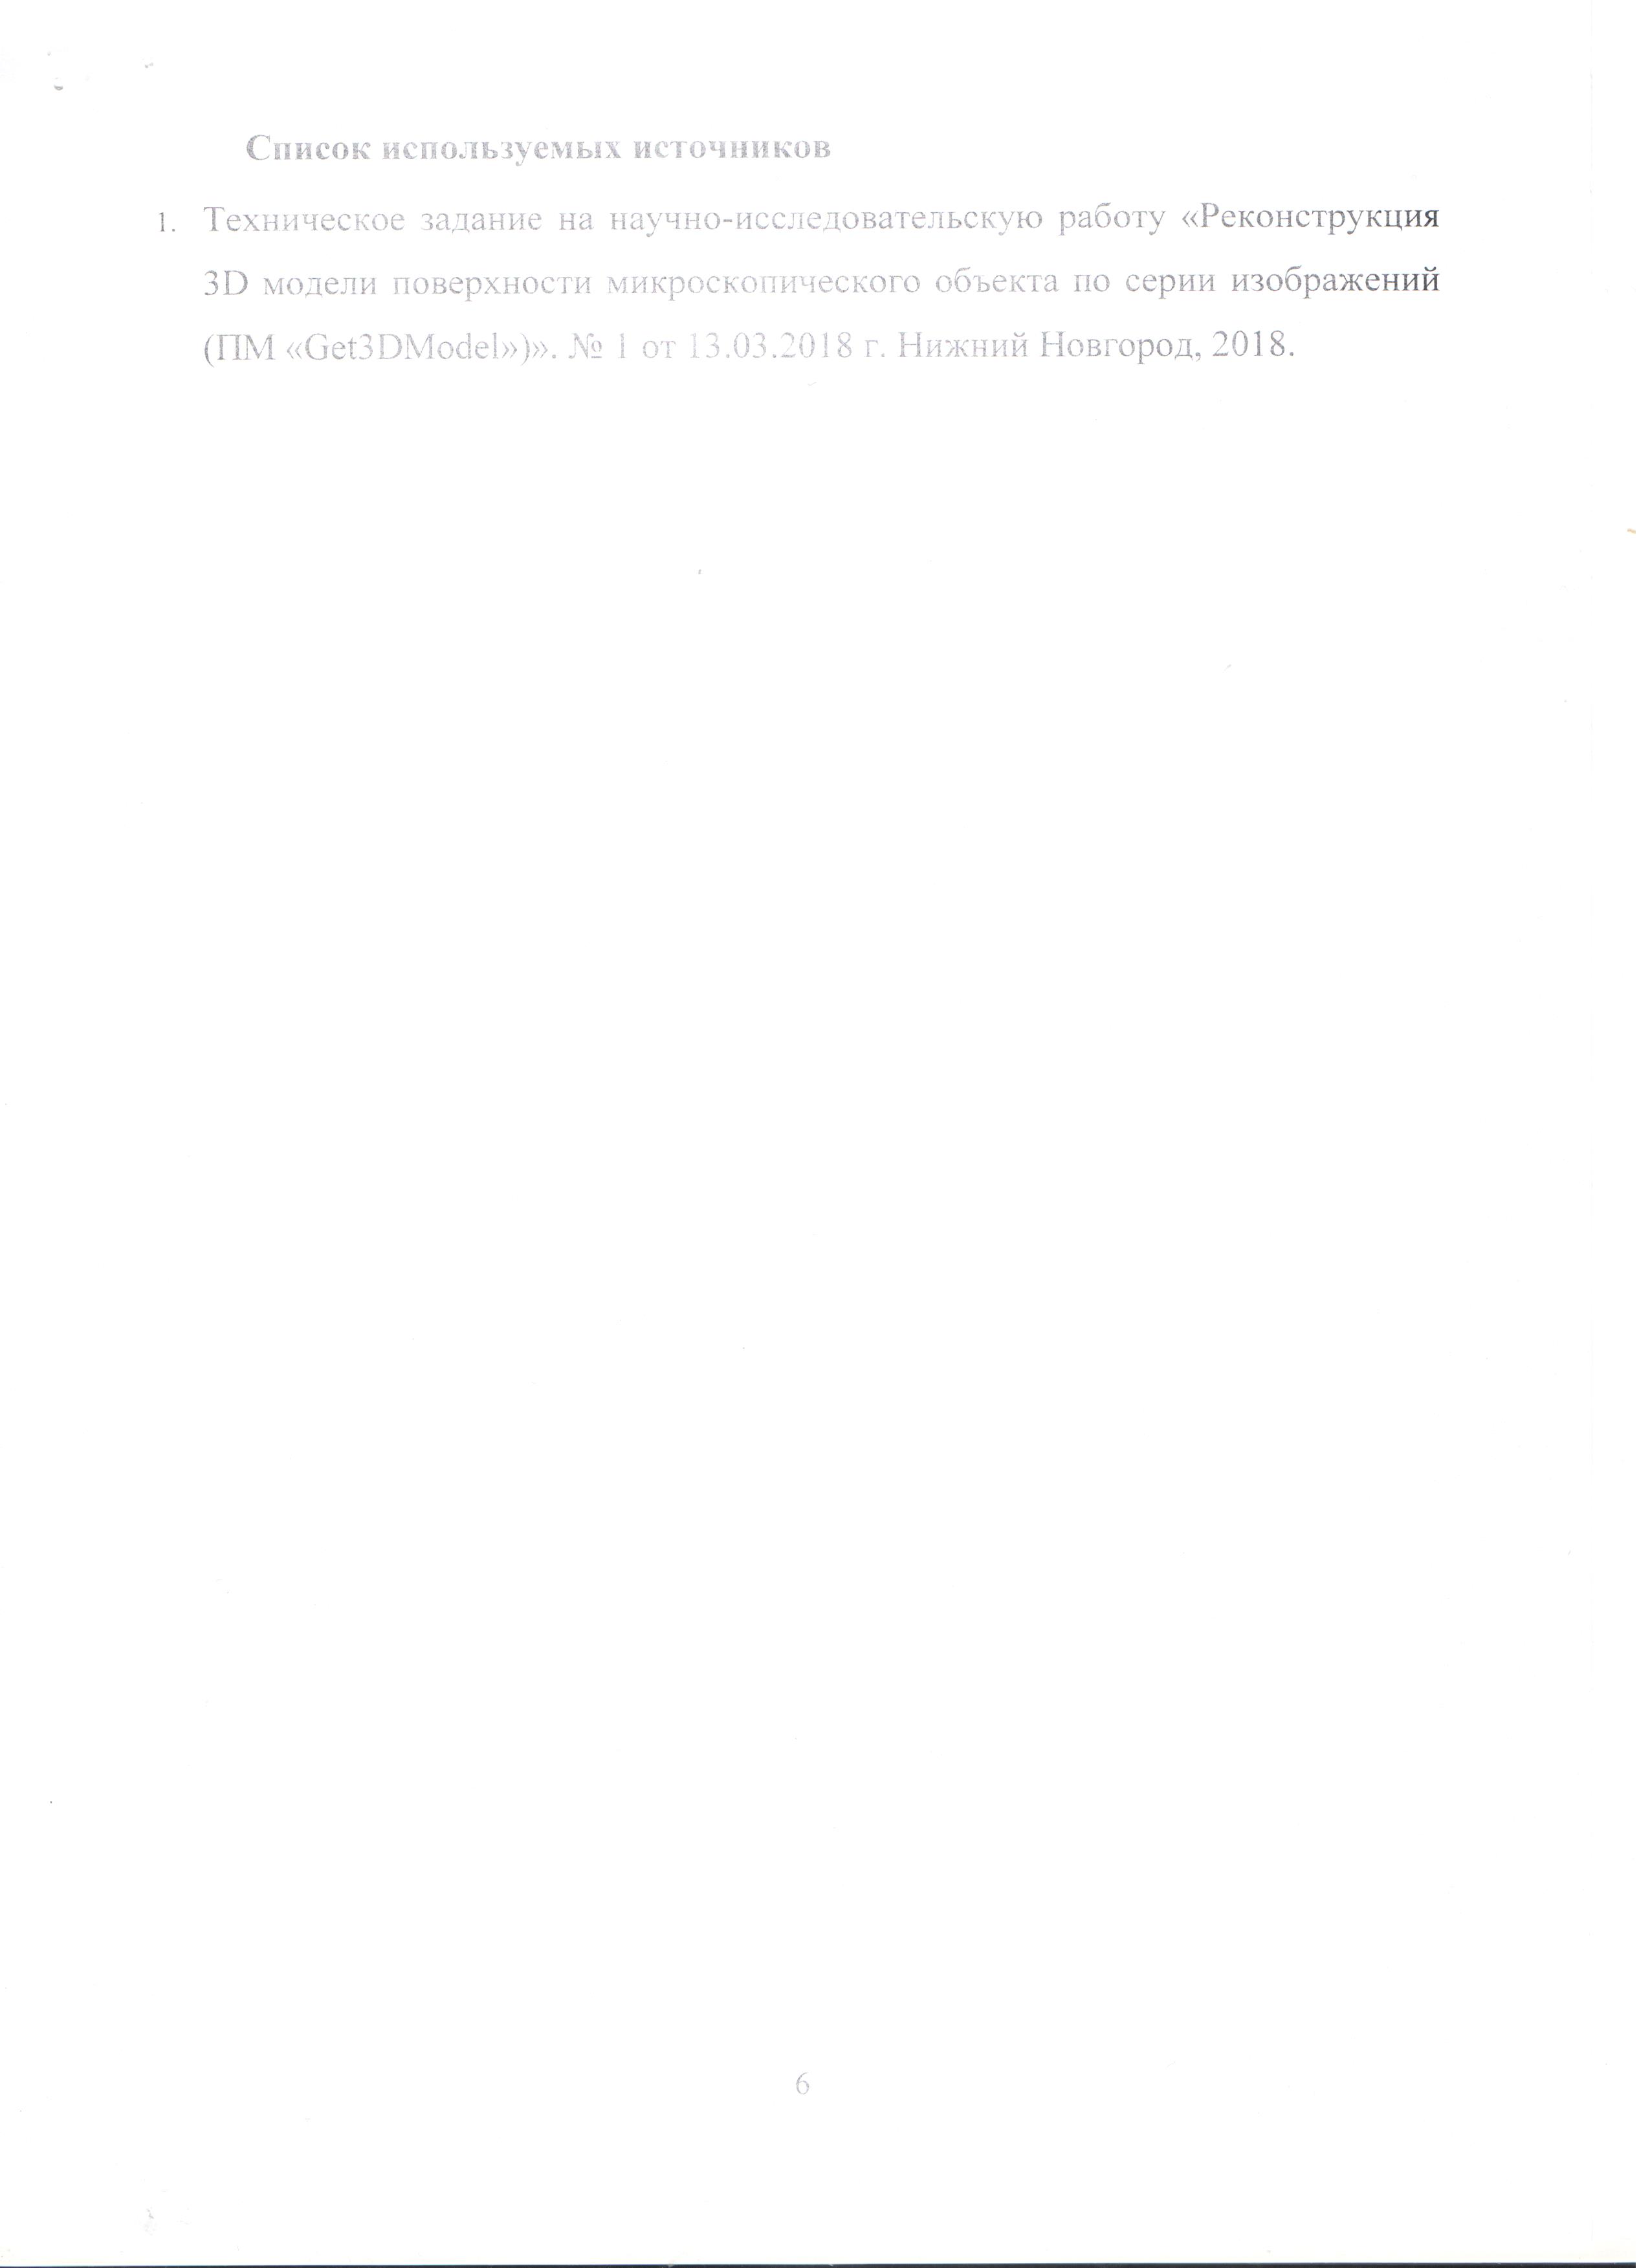 Список используемых источников
1. Техническое задание на научно-исследовательскую работу «Реконструкция
3D модели поверхности микроскопического объекта по серии изображений
(ПМ «Get3DModel»)». № 1 от 13.03.2018 г. Нижний Новгород, 2018.
6